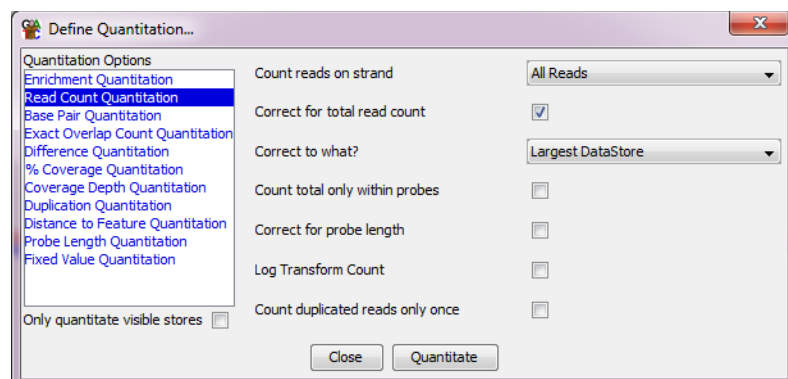 Define Quantitation...
Quantitation Options
Enrichment Quantitation
Read Count Quantitation
Base Pair Quantitation
Exact Overlap Count Quantitation
Difference Quantitation
% Coverage Quantitation
Coverage Depth Quantitation
Duplication Quantitation
Distance to Feature Quantitation
Probe Length Quantitation
Fixed Value Quantitation
Only quantitate visible stores
Count reads on strand All Reads
Correct for total read count
Correct to what? Largest DataStore
Count total only within probes
Correct for probe length
Log Transform Count
Count duplicated reads only once
Close Quantitate